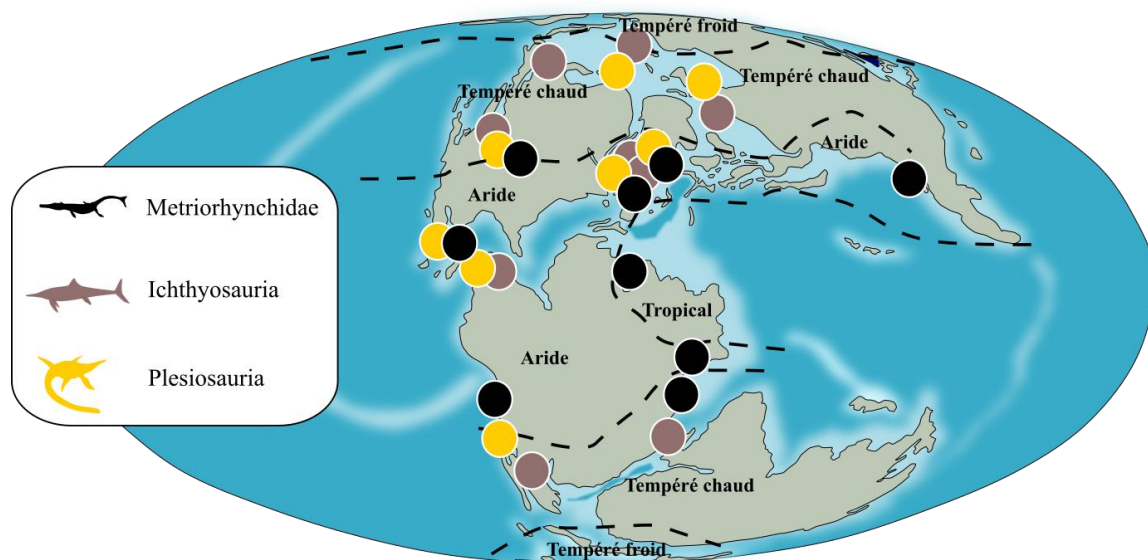 Tempéré froid
Tempéré chaud
Tempéré chaud
Aride
Metriorhynchidae
Aride
Ichthyosauria
Tropical
Aride
Plesiosauria
Tempéré chaud
Tempéré froid